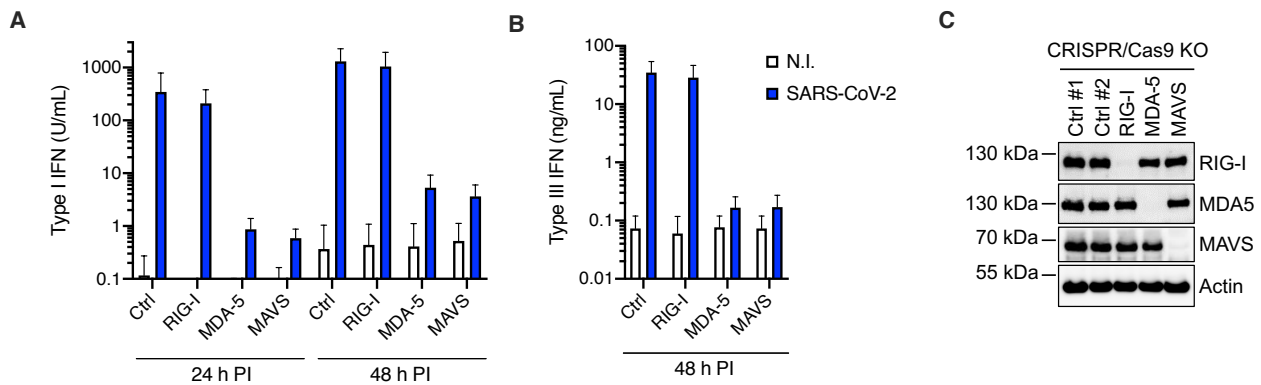 A
Type I IFN (U/mL)
1000
100
10
1
0.1
Ctrl
RIG-I
MDA-5
MAVS
Ctrl
RIG-I
MDA-5
MAVS
24 h PI
48 h PI
B
Type III IFN (ng/mL)
100
10
1
0.1
0.01
Ctrl
RIG-I
MDA-5
MAVS
48 h PI
N.I.
SARS-CoV-2
C
CRISPR/Cas9 KO
Ctrl #1
Ctrl #2
RIG-I
MDA-5
MAVS
130 kDa
RIG-I
130 kDa
MDA5
70 kDa
MAVS
55 kDa
Actin